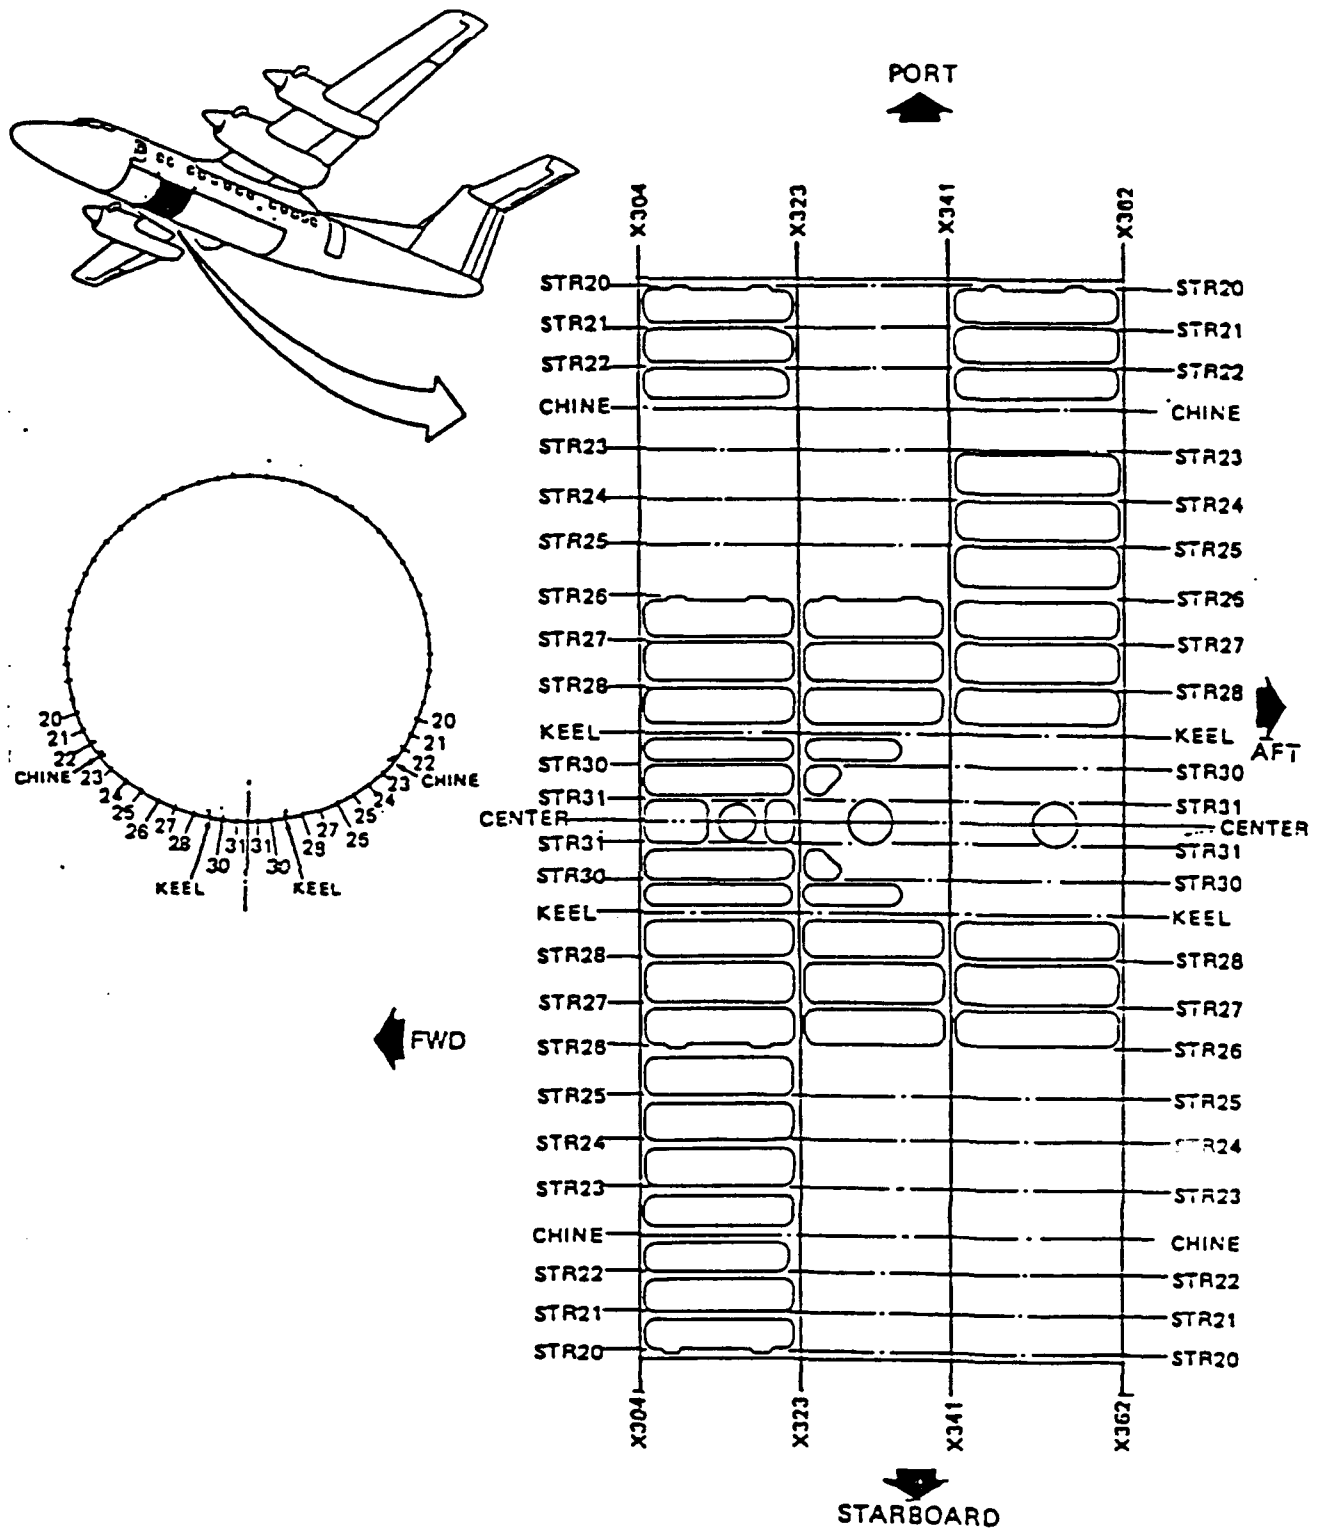 PORT
X304 X323 X341 X362
STR20 STR20
STR21 STR21
STR22 STR22
CHINE CHINE
STR23 STR23
STR24 STR24
STR25 STR25
STR26 STR26
STR27 STR27
STR28 STR28
KEEL KEEL
AFT
STR30 STR30
STR31 STR31
CENTER CENTER
STR31 STR31
STR30 STR30
KEEL KEEL
STR28 STR28
STR27 STR27
STR26 STR26
STR25 STR25
STR24 STR24
STR23 STR23
CHINE CHINE
STR22 STR22
STR21 STR21
STR20 STR20
X304 X323 X341 X362
STARBOARD
20 20
21 21
22 22
CHINE 23 23 CHINE
24 24
25 25
26 27 27 26
28 31 31 28
30 30
KEEL KEEL
FWD